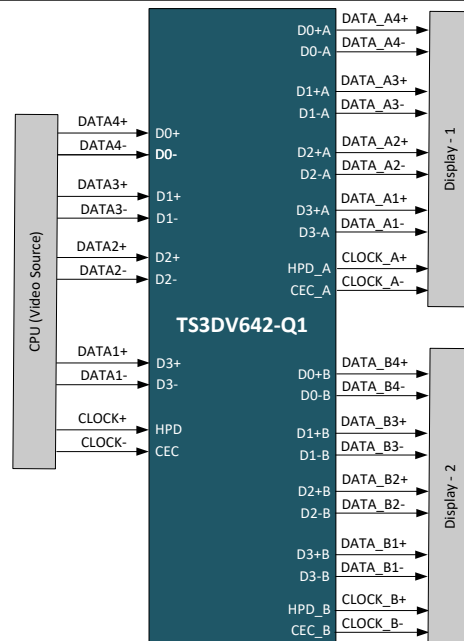 CPU (Video Source)
DATA4+
DATA4-
DATA3+
DATA3-
DATA2+
DATA2-
DATA1+
DATA1-
CLOCK+
CLOCK-
D0+
D0-
D1+
D1-
D2+
D2-
D3+
D3-
HPD
CEC
TS3DV642-Q1
D0+A
D0-A
D1+A
D1-A
D2+A
D2-A
D3+A
D3-A
HPD_A
CEC_A
D0+B
D0-B
D1+B
D1-B
D2+B
D2-B
D3+B
D3-B
HPD_B
CEC_B
DATA_A4+
DATA_A4-
DATA_A3+
DATA_A3-
DATA_A2+
DATA_A2-
DATA_A1+
DATA_A1-
CLOCK_A+
CLOCK_A-
DATA_B4+
DATA_B4-
DATA_B3+
DATA_B3-
DATA_B2+
DATA_B2-
DATA_B1+
DATA_B1-
CLOCK_B+
CLOCK_B-
Display - 1
Display - 2